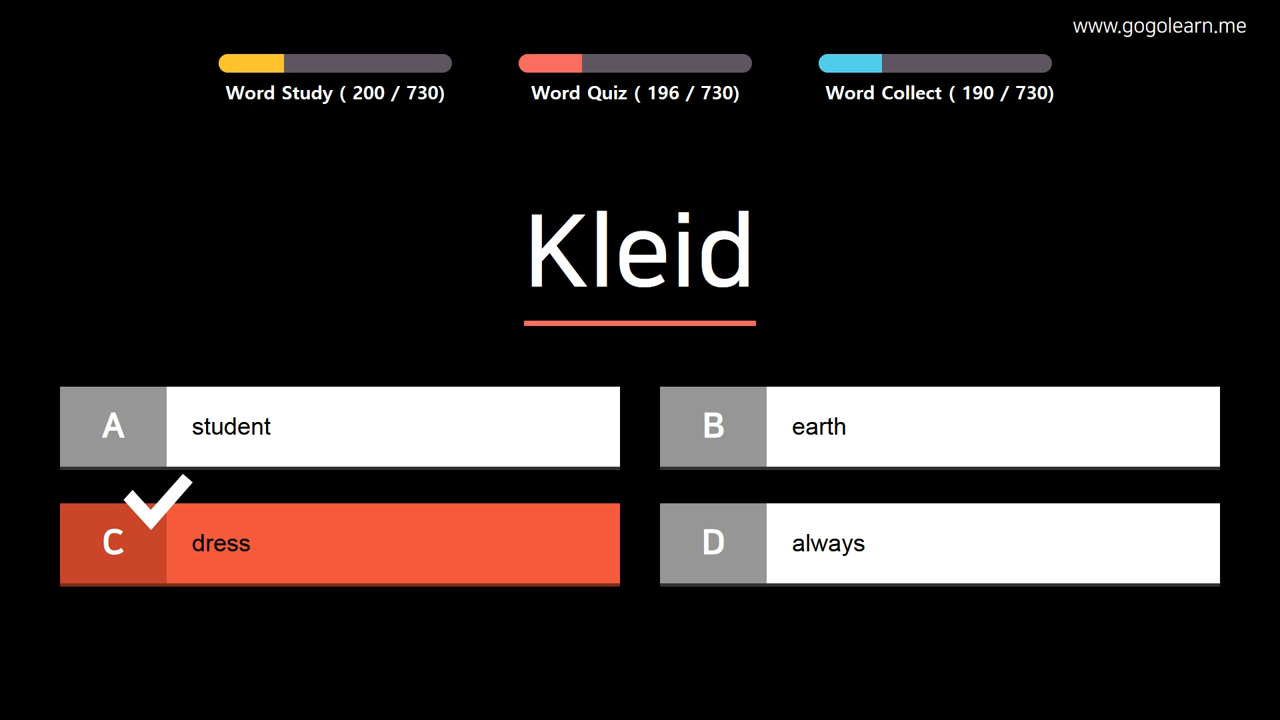 www.gogolearn.me
Word Study ( 200 / 730)
Word Quiz ( 196 / 730)
Word Collect ( 190 / 730)
Kleid
A student
B earth
C dress
D always